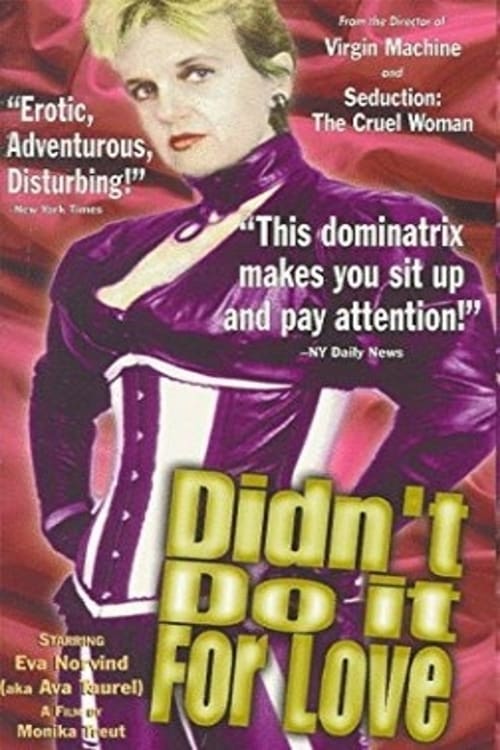 From the Director of
Virgin Machine
and
Seduction:
The Cruel Woman
“Erotic,
Adventurous,
Disturbing!”
-New York Times
“This dominatrix
makes you sit up
and pay attention!”
–NY Daily News
Didn't
Do it
For Love
Starring
Eva Norvind
(aka Ava Taurel)
A Film by
Monika Treut